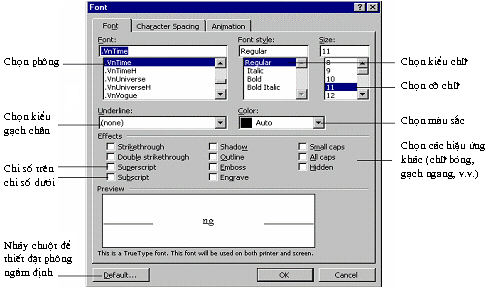 Font
Font
Character Spacing
Animation
Font:
Font style:
Size:
.VnTime
Regular
11
Chọn phông
.VnTime
.VnTimeH
.VnUniverse
.VnUniverseH
.VnVogue
Regular
Italic
Bold
Bold Italic
8
9
10
11
12
Chọn kiểu chữ
Chọn cỡ chữ
Chọn kiểu
gạch chân
Underline:
(none)
Color:
Auto
Chọn màu sắc
Effects
Strikethrough
Double strikethrough
Superscript
Subscript
Shadow
Outline
Emboss
Engrave
Small caps
All caps
Hidden
Chọn các hiệu ứng
khác (chữ bóng,
gạch ngang, v.v.)
Chỉ số trên
chỉ số dưới
Preview
ng
This is a TrueType font. This font will be used on both printer and screen.
Nháy chuột để
thiết đặt phông
ngầm định
Default...
OK
Cancel